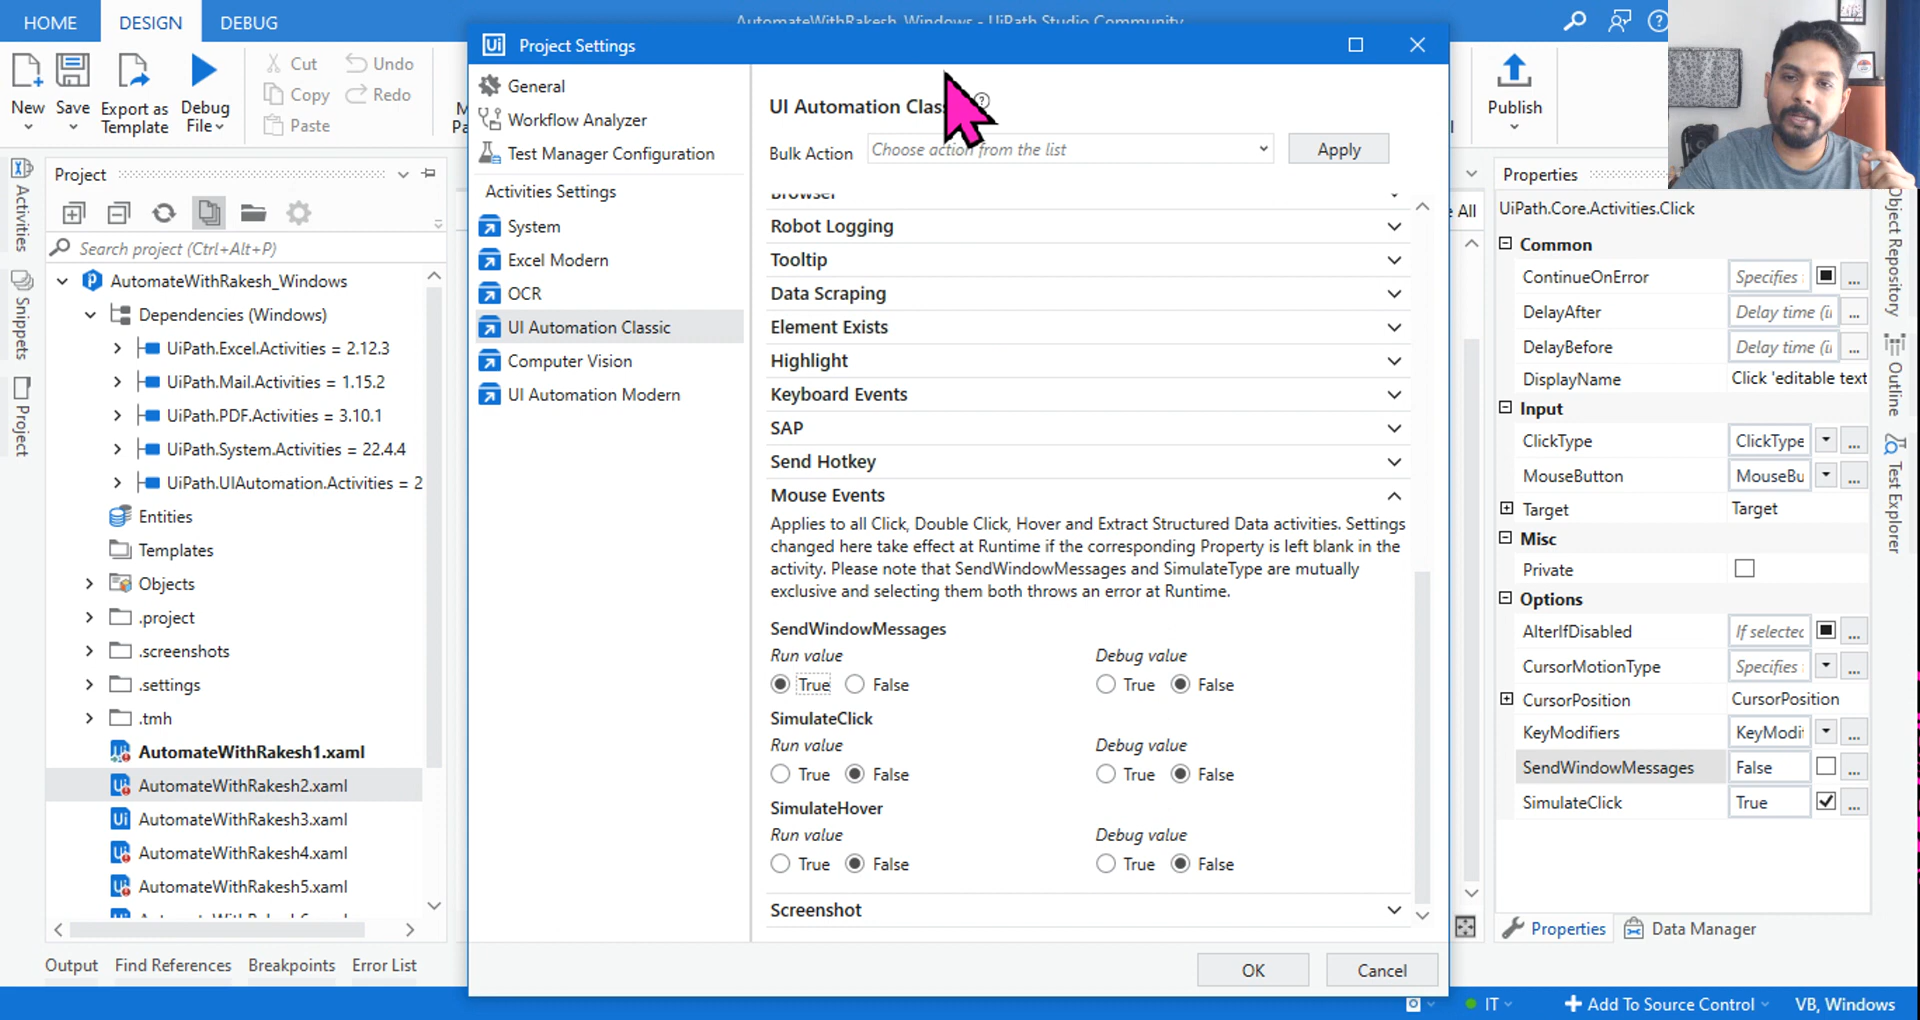 HOME
DESIGN
DEBUG
AutomateWithRakesh_Windows - UiPath Studio Community
New
Save
Export as Template
Debug File
Cut
Copy
Paste
Undo
Redo
Publish
Activities
Snippets
Project
Project
Search project (Ctrl+Alt+P)
AutomateWithRakesh_Windows
Dependencies (Windows)
UiPath.Excel.Activities = 2.12.3
UiPath.Mail.Activities = 1.15.2
UiPath.PDF.Activities = 3.10.1
UiPath.System.Activities = 22.4.4
UiPath.UIAutomation.Activities = 2
Entities
Templates
Objects
.project
.screenshots
.settings
.tmh
AutomateWithRakesh1.xaml
AutomateWithRakesh2.xaml
AutomateWithRakesh3.xaml
AutomateWithRakesh4.xaml
AutomateWithRakesh5.xaml
Output
Find References
Breakpoints
Error List
Ui Project Settings
General
Workflow Analyzer
Test Manager Configuration
Activities Settings
System
Excel Modern
OCR
UI Automation Classic
Computer Vision
UI Automation Modern
UI Automation Clas
Bulk Action
Choose action from the list
Apply
Browser
Robot Logging
Tooltip
Data Scraping
Element Exists
Highlight
Keyboard Events
SAP
Send Hotkey
Mouse Events
Applies to all Click, Double Click, Hover and Extract Structured Data activities. Settings
changed here take effect at Runtime if the corresponding Property is left blank in the
activity. Please note that SendWindowMessages and SimulateType are mutually
exclusive and selecting them both throws an error at Runtime.
SendWindowMessages
Run value
Debug value
True False
True False
SimulateClick
Run value
Debug value
True False
True False
SimulateHover
Run value
Debug value
True False
True False
Screenshot
OK
Cancel
e All
Properties
UiPath.Core.Activities.Click
Common
ContinueOnError Specifies ...
DelayAfter Delay time (i ...
DelayBefore Delay time (i ...
DisplayName Click 'editable text
Input
ClickType ClickType ...
MouseButton MouseBu ...
Target Target
Misc
Private
Options
AlterIfDisabled If selected ...
CursorMotionType Specifies ...
CursorPosition CursorPosition
KeyModifiers KeyModif ...
SendWindowMessages False ...
SimulateClick True ...
Properties
Data Manager
Object Repository
Outline
Test Explorer
IT
Add To Source Control
VB, Windows